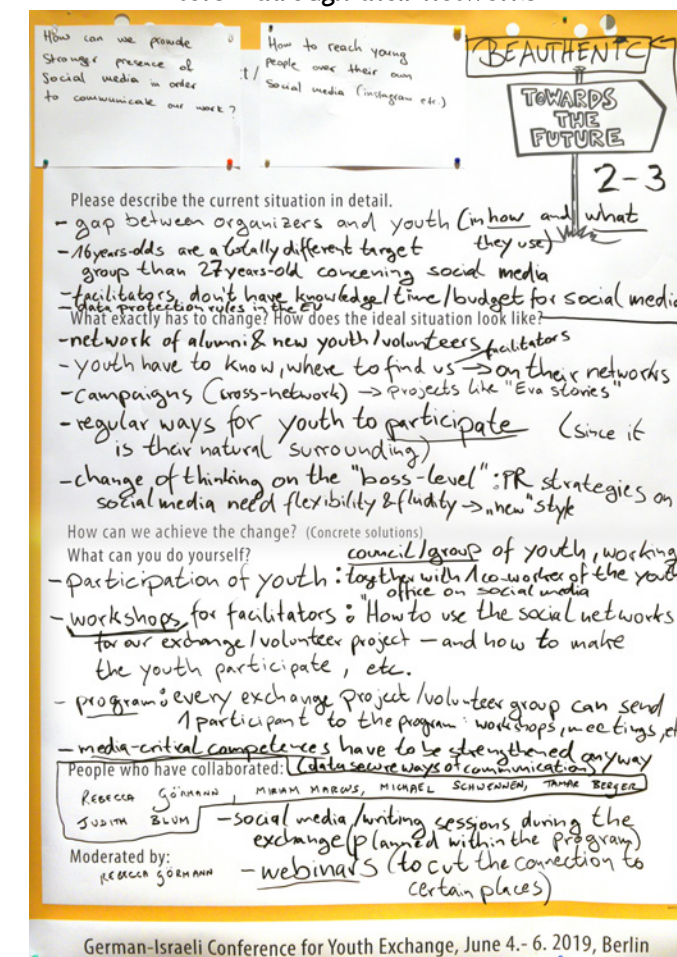 How can we provide
stronger presence of
social media in order
to communicate our work?
How to reach young
people over their own
social media (instagram etc.)
t/
BEAUTHENTIC
TOWARDS
THE
FUTURE
2-3
Please describe the current situation in detail.
- gap between organizers and youth (in how and what
they use)
- 16years-olds are a totally different target
group than 27years-old concening social media
- facilitators don't have knowledge/time/budget for social media
- data protection rules in the EU
What exactly has to change? How does the ideal situation look like?
- network of alumni & new youth/volunteers
facilitators
- youth have to know, where to find us → on their networks
- campaigns (cross-network) → projects like "Eva stories"
- regular ways for youth to participate (since it
is their natural surrounding)
- change of thinking on the "boss-level": PR strategies on
social media need flexibility & fludity → "new" style
How can we achieve the change? (Concrete solutions)
What can you do yourself?
council/group of youth, working
- participation of youth: together with 1 co-worker of the youth
office on social media
- workshops for facilitators: How to use the social networks
for our exchange/volunteer project – and how to make
the youth participate, etc.
- program: every exchange project/volunteer group can send
1 participant to the program: workshops, meetings, et
- media-critical competences have to be strengthened anyway
People who have collaborated: (data secure ways of communication)
REBECCA GÖRMANN, MIRIAM MARCUS, MICHAEL SCHWENNEN, TAMAR BERGER
JUDITH BLUM
- social media/writing sessions during the
exchange (planned within the program)
Moderated by:
REBECCA GÖRMANN
- webinars (to cut the connection to
certain places)
German-Israeli Conference for Youth Exchange, June 4.- 6. 2019, Berlin